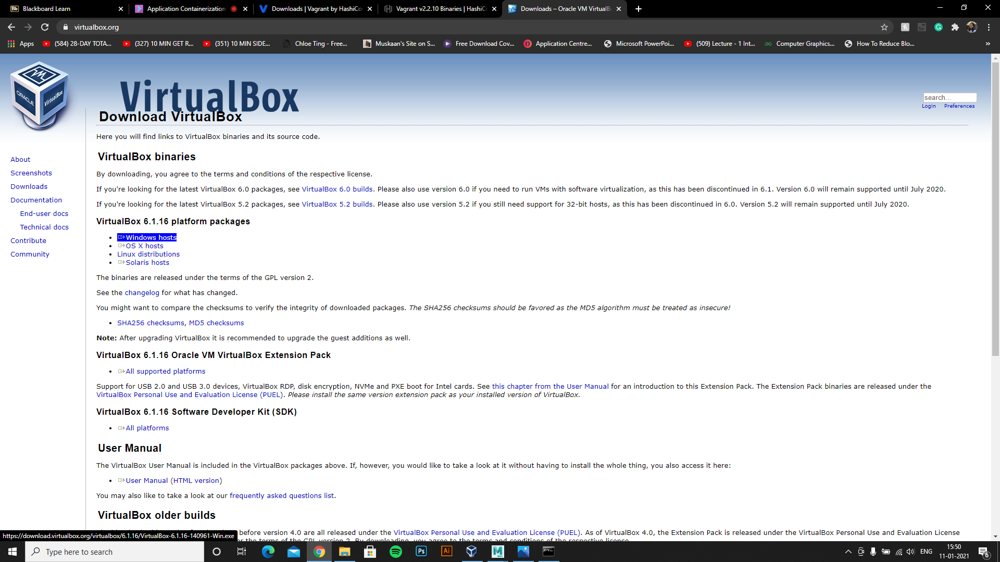 Blackboard Learn
Application Containerization
Downloads | Vagrant by HashiCo
Vagrant v2.2.10 Binaries | HashiC
Downloads – Oracle VM VirtualB
virtualbox.org
Apps
(584) 28-DAY TOTA...
(327) 10 MIN GET R...
(351) 10 MIN SIDE...
Chloe Ting - Free...
Muskaan's Site on S...
Free Download Cov...
Application Centre...
Microsoft PowerPoi...
(509) Lecture - 1 Int...
Computer Graphics...
How To Reduce Blo...
»
ORACLE
VirtualBox
VirtualBox
search...
Login Preferences
About
Screenshots
Downloads
Documentation
End-user docs
Technical docs
Contribute
Community
Download VirtualBox
Here you will find links to VirtualBox binaries and its source code.
VirtualBox binaries
By downloading, you agree to the terms and conditions of the respective license.
If you're looking for the latest VirtualBox 6.0 packages, see VirtualBox 6.0 builds. Please also use version 6.0 if you need to run VMs with software virtualization, as this has been discontinued in 6.1. Version 6.0 will remain supported until July 2020.
If you're looking for the latest VirtualBox 5.2 packages, see VirtualBox 5.2 builds. Please also use version 5.2 if you still need support for 32-bit hosts, as this has been discontinued in 6.0. Version 5.2 will remain supported until July 2020.
VirtualBox 6.1.16 platform packages
• Windows hosts
• OS X hosts
• Linux distributions
• Solaris hosts
The binaries are released under the terms of the GPL version 2.
See the changelog for what has changed.
You might want to compare the checksums to verify the integrity of downloaded packages. The SHA256 checksums should be favored as the MD5 algorithm must be treated as insecure!
• SHA256 checksums, MD5 checksums
Note: After upgrading VirtualBox it is recommended to upgrade the guest additions as well.
VirtualBox 6.1.16 Oracle VM VirtualBox Extension Pack
• All supported platforms
Support for USB 2.0 and USB 3.0 devices, VirtualBox RDP, disk encryption, NVMe and PXE boot for Intel cards. See this chapter from the User Manual for an introduction to this Extension Pack. The Extension Pack binaries are released under the
VirtualBox Personal Use and Evaluation License (PUEL). Please install the same version extension pack as your installed version of VirtualBox.
VirtualBox 6.1.16 Software Developer Kit (SDK)
• All platforms
User Manual
The VirtualBox User Manual is included in the VirtualBox packages above. If, however, you would like to take a look at it without having to install the whole thing, you also access it here:
• User Manual (HTML version)
You may also like to take a look at our frequently asked questions list.
VirtualBox older builds
before version 4.0 are all released under the VirtualBox Personal Use and Evaluation License (PUEL). As of VirtualBox 4.0, the Extension Pack is released under the VirtualBox Personal Use and Evaluation License
the terms of the GPL version 2. By downloading, you agree to the terms and conditions of the respective license.
https://download.virtualbox.org/virtualbox/6.1.16/VirtualBox-6.1.16-140961-Win.exe
Type here to search
Ps
Ai
M
ENG
15:50
11-01-2021
6